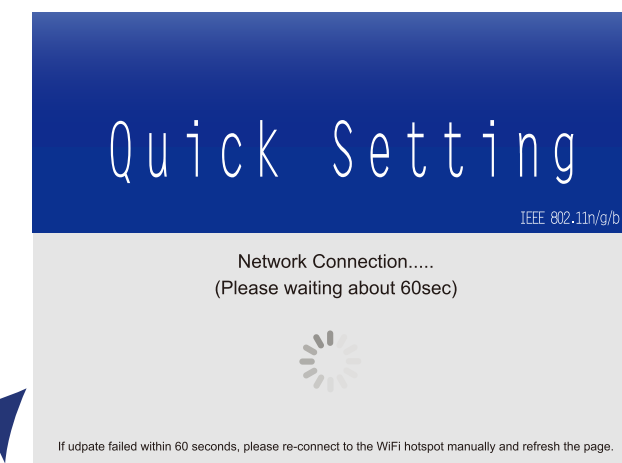 Quick Setting
IEEE 802.11n/g/b
Network Connection.....
(Please waiting about 60sec)
If udpate failed within 60 seconds, please re-connect to the WiFi hotspot manually and refresh the page.